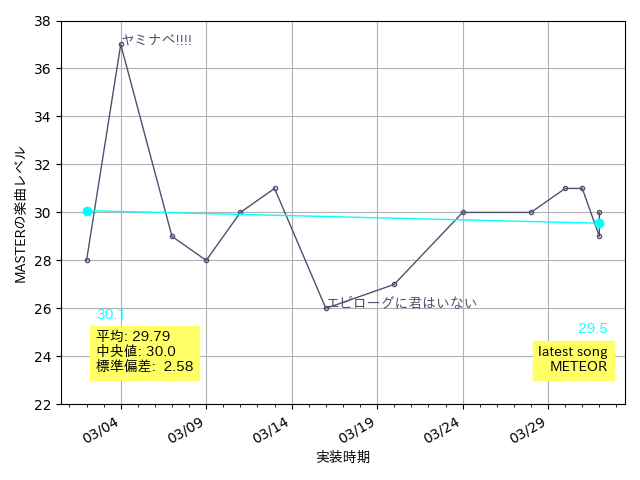 38
36
34
32
30
28
26
24
22
MASTERの楽曲レベル
ヤミナベ!!!!
エピローグに君はいない
30.1
平均: 29.79
中央値: 30.0
標準偏差: 2.58
29.5
latest song
METEOR
03/04
03/09
03/14
03/19
03/24
03/29
実装時期